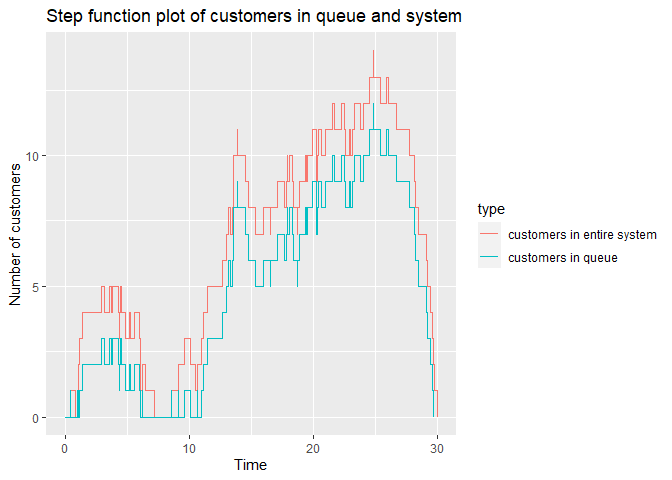 Step function plot of customers in queue and system
Number of customers
10
5
0
0
10
20
30
Time
type
customers in entire system
customers in queue